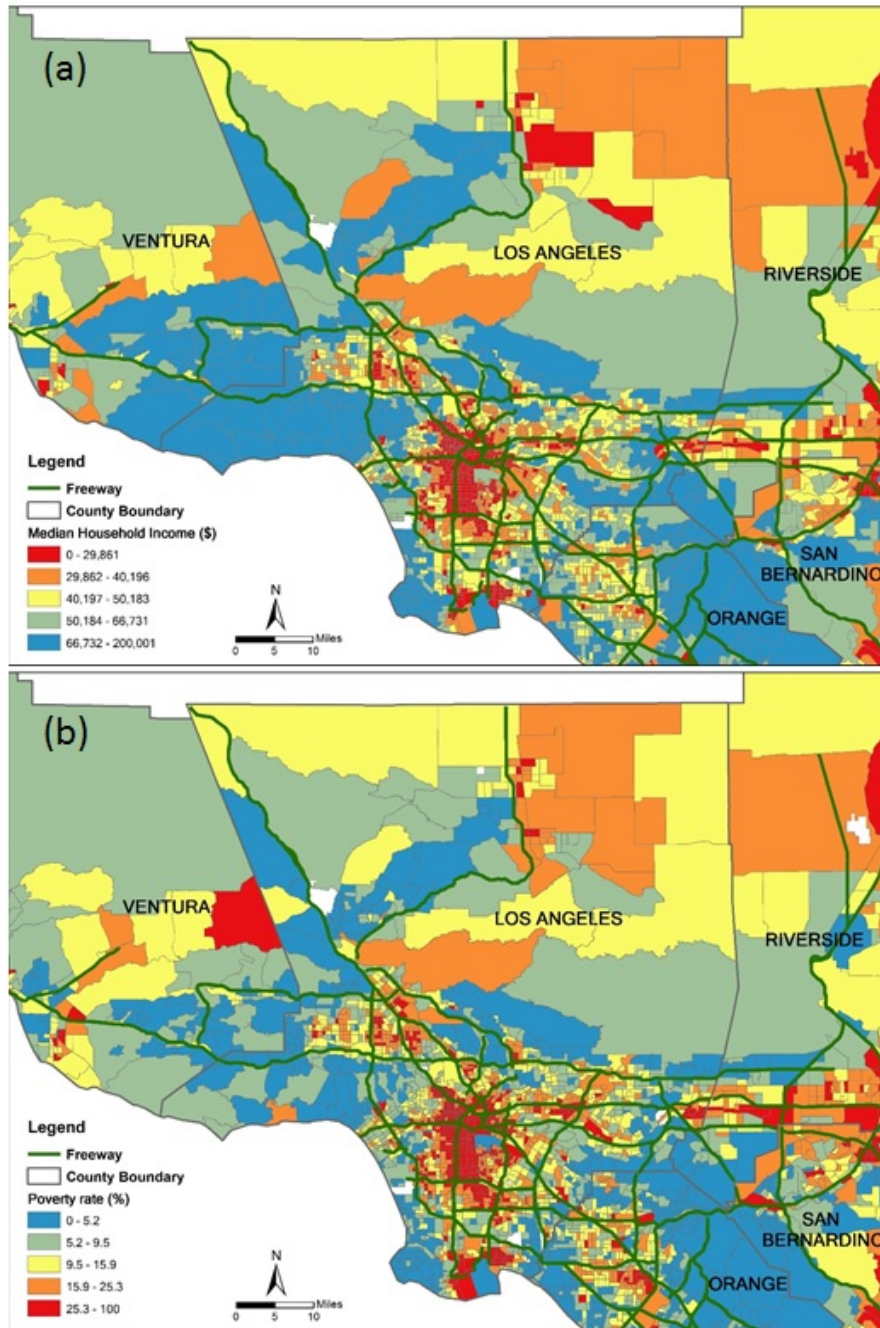 (a)
VENTURA
LOS ANGELES
RIVERSIDE
Legend
Freeway
County Boundary
Median Household Income ($)
0 - 29,861
29,862 - 40,196
40,197 - 50,183
50,184 - 66,731
66,732 - 200,001
N
Miles
0 5 10
SAN
BERNARDINO
ORANGE
(b)
VENTURA
LOS ANGELES
RIVERSIDE
Legend
Freeway
County Boundary
Poverty rate (%)
0 - 5.2
5.2 - 9.5
9.5 - 15.9
15.9 - 25.3
25.3 - 100
N
Miles
0 5 10
SAN
BERNARDINO
ORANGE